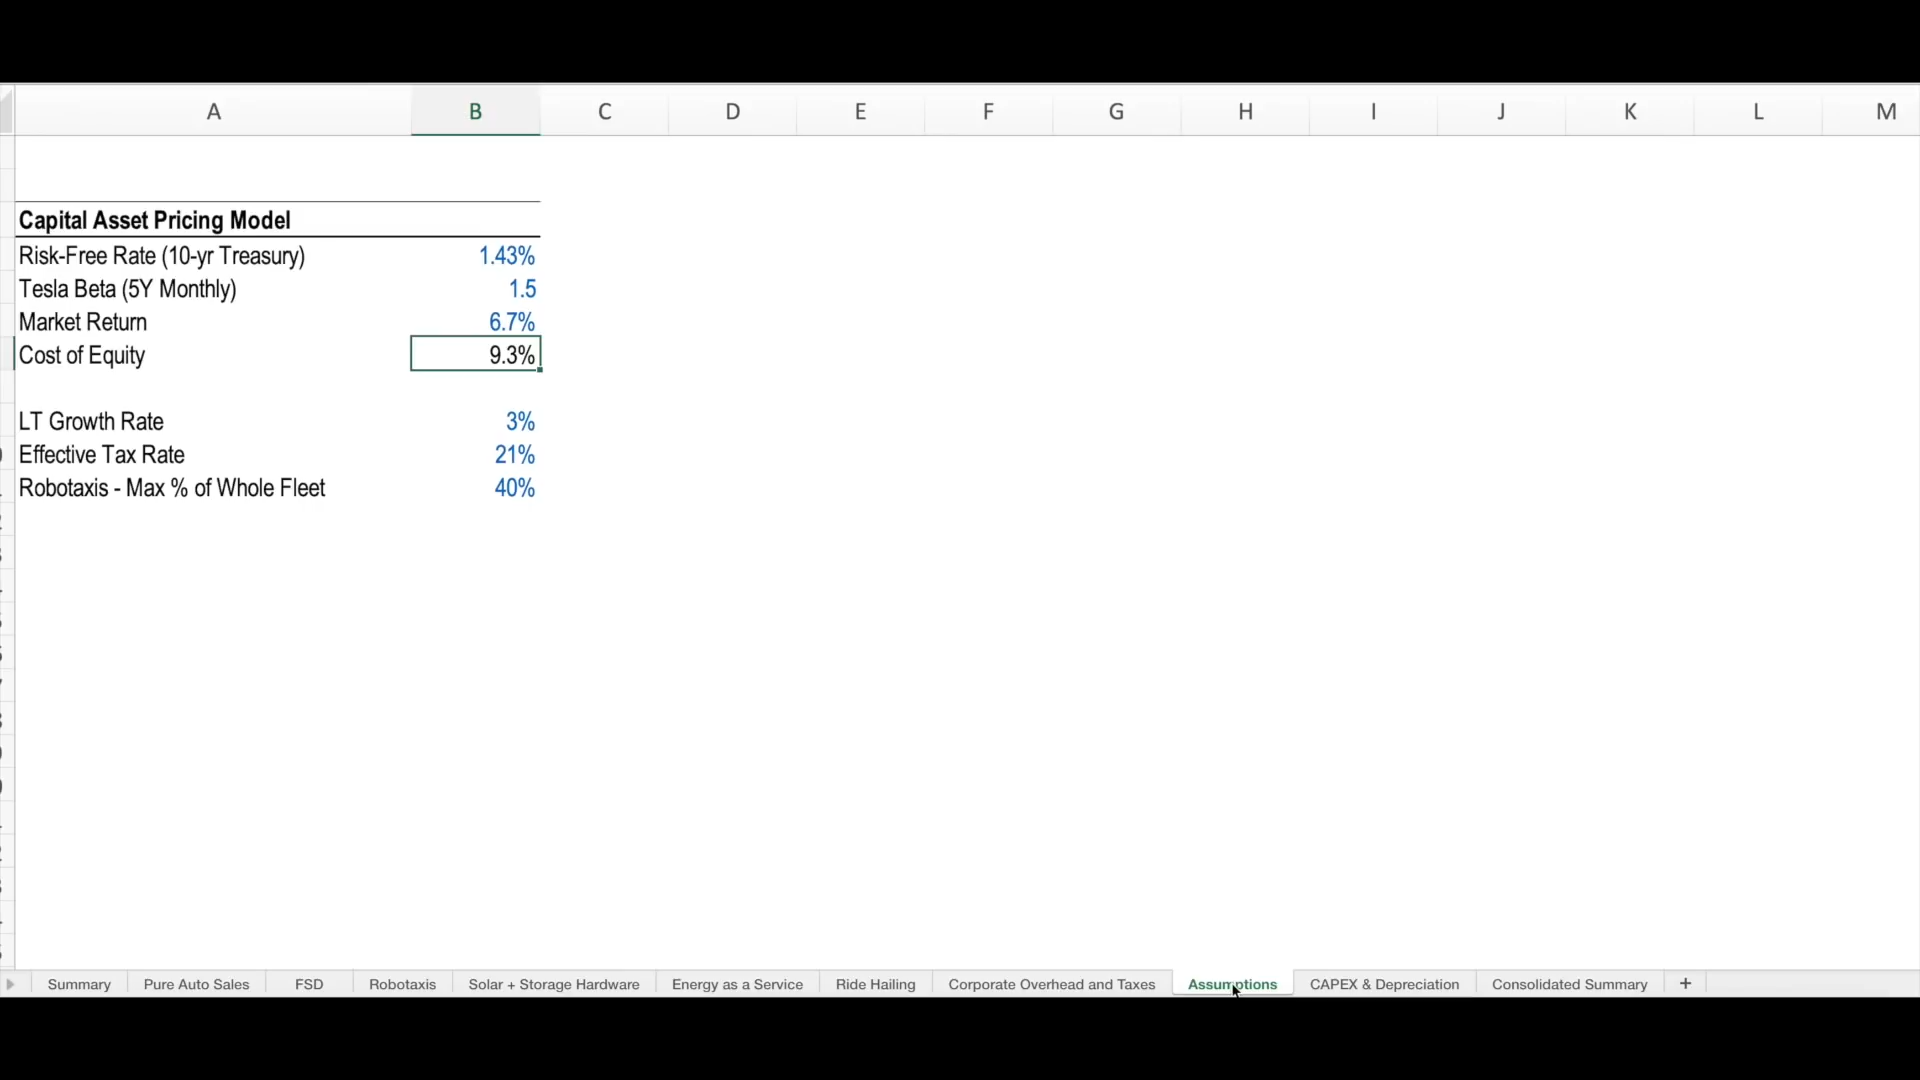 A B C D E F G H I J K L M
Capital Asset Pricing Model
Risk-Free Rate (10-yr Treasury) 1.43%
Tesla Beta (5Y Monthly) 1.5
Market Return 6.7%
Cost of Equity 9.3%
LT Growth Rate 3%
Effective Tax Rate 21%
Robotaxis - Max % of Whole Fleet 40%
Summary Pure Auto Sales FSD Robotaxis Solar + Storage Hardware Energy as a Service Ride Hailing Corporate Overhead and Taxes Assumptions CAPEX & Depreciation Consolidated Summary +